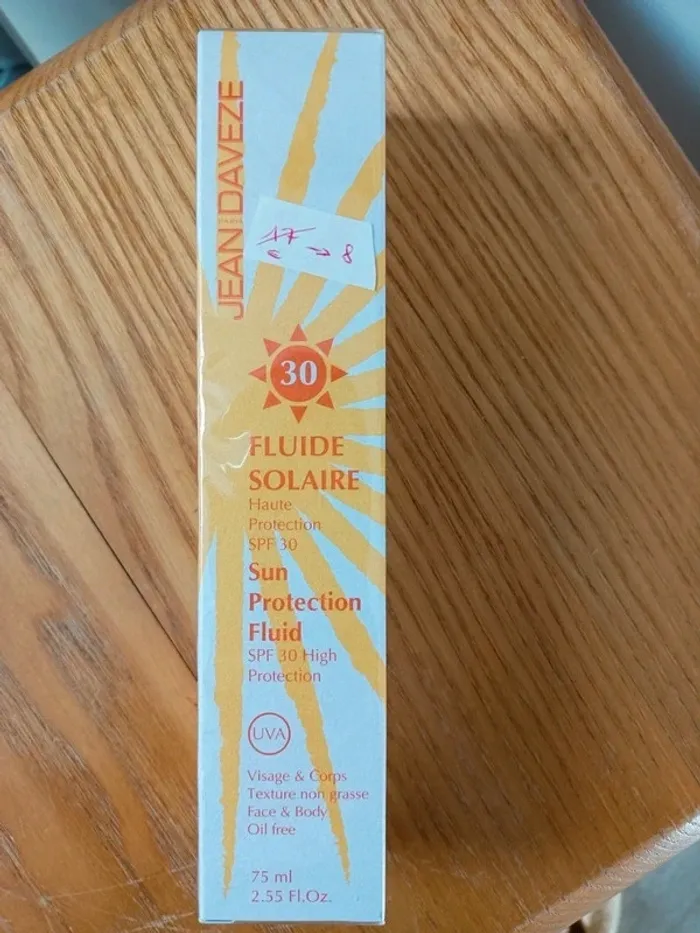 JEAN DAVEZE
17
→ 8
30
FLUIDE
SOLAIRE
Haute
Protection
SPF 30
Sun
Protection
Fluid
SPF 30 High
Protection
UVA
Visage & Corps
Texture non grasse
Face & Body
Oil free
75 ml
2.55 Fl.Oz.